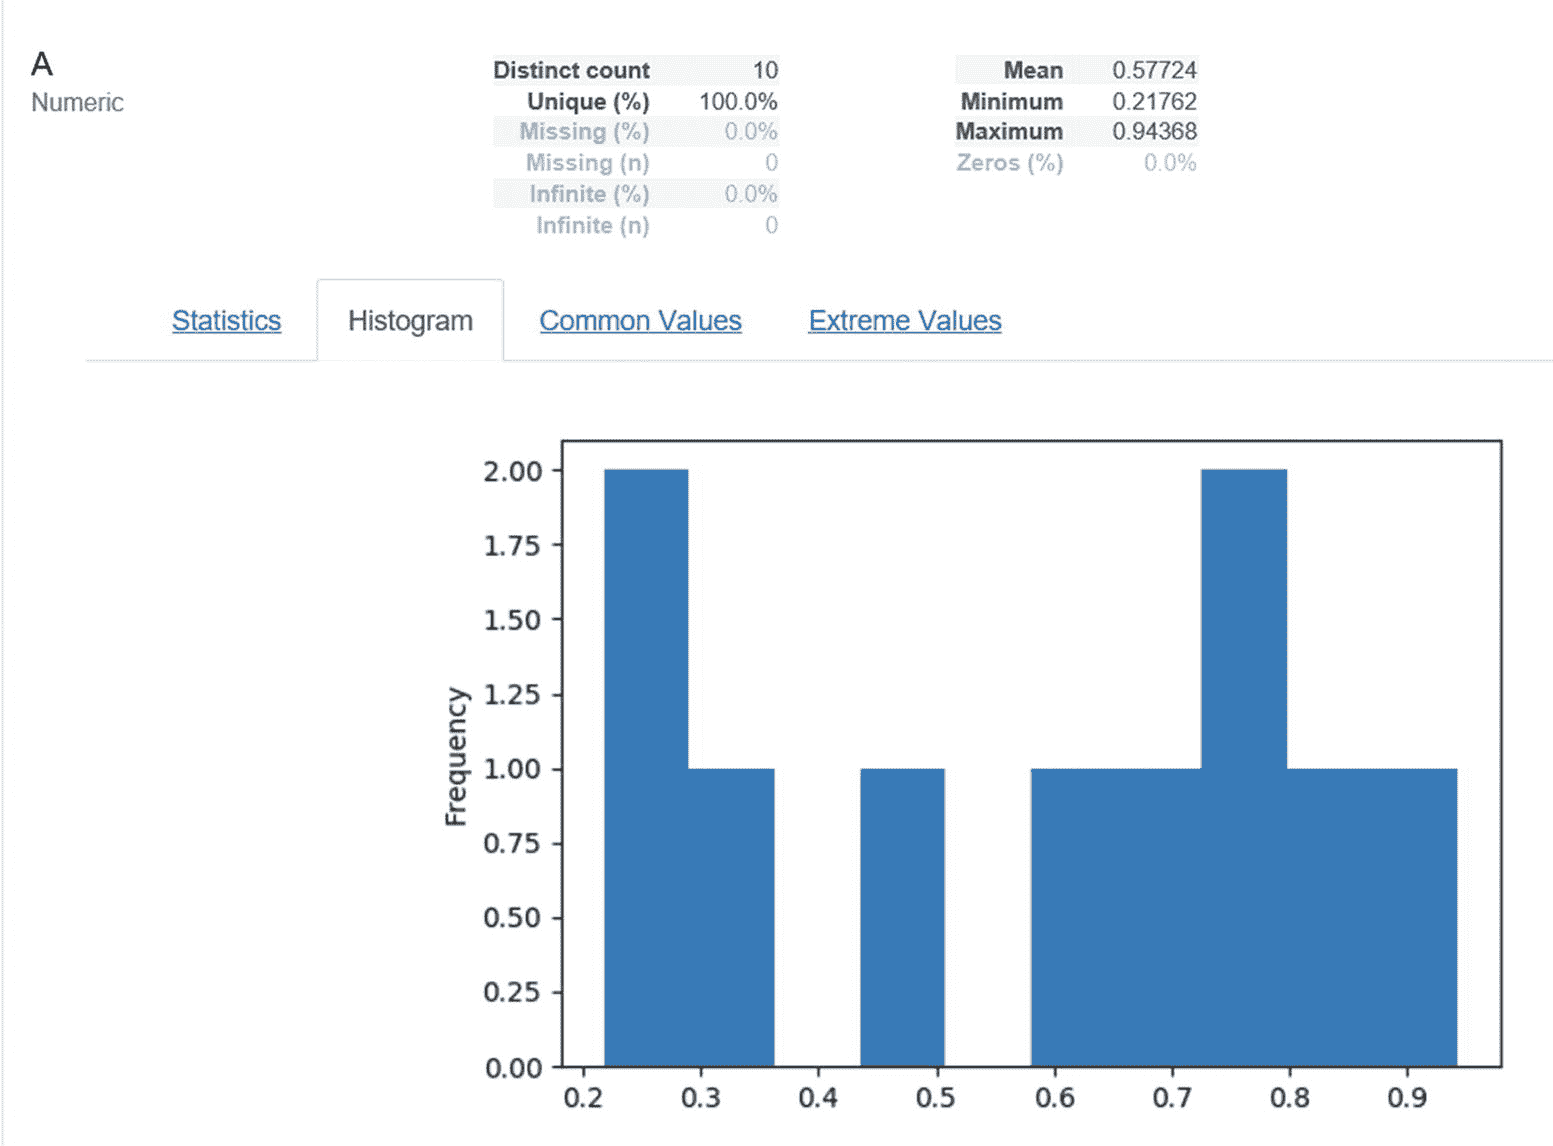 A
Numeric
Distinct count 10
Unique (%) 100.0%
Missing (%) 0.0%
Missing (n) 0
Infinite (%) 0.0%
Infinite (n) 0
Mean 0.57724
Minimum 0.21762
Maximum 0.94368
Zeros (%) 0.0%
Statistics Histogram Common Values Extreme Values
Frequency
2.00
1.75
1.50
1.25
1.00
0.75
0.50
0.25
0.00
0.2 0.3 0.4 0.5 0.6 0.7 0.8 0.9